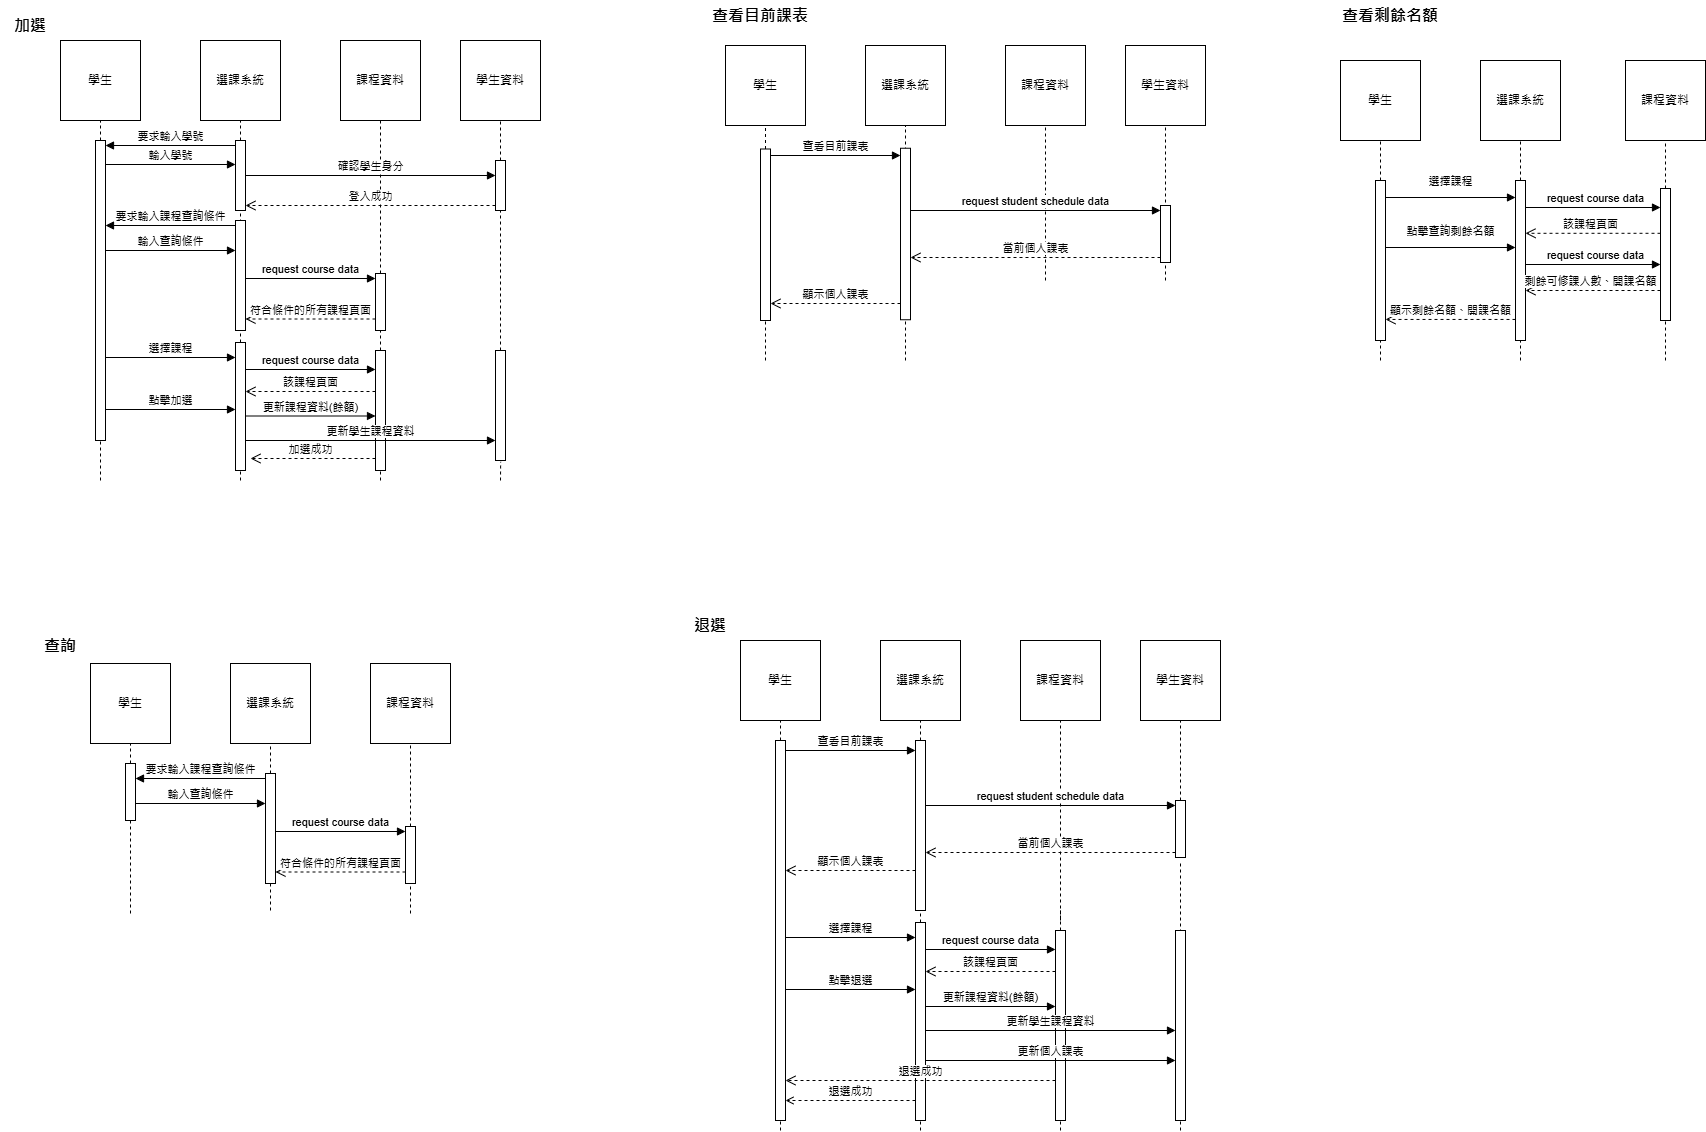 加選
學生
選課系統
課程資料
學生資料
要求輸入學號
輸入學號
確認學生身分
登入成功
要求輸入課程查詢條件
輸入查詢條件
request course data
符合條件的所有課程頁面
選擇課程
request course data
該課程頁面
點擊加選
更新課程資料(餘額)
更新學生課程資料
加選成功
查看目前課表
學生
選課系統
課程資料
學生資料
查看目前課表
request student schedule data
當前個人課表
顯示個人課表
查看剩餘名額
學生
選課系統
課程資料
選擇課程
request course data
該課程頁面
點擊查詢剩餘名額
request course data
剩餘可修課人數、開課名額
顯示剩餘名額、開課名額
查詢
學生
選課系統
課程資料
要求輸入課程查詢條件
輸入查詢條件
request course data
符合條件的所有課程頁面
退選
學生
選課系統
課程資料
學生資料
查看目前課表
request student schedule data
當前個人課表
顯示個人課表
選擇課程
request course data
該課程頁面
點擊退選
更新課程資料(餘額)
更新學生課程資料
更新個人課表
退選成功
退選成功